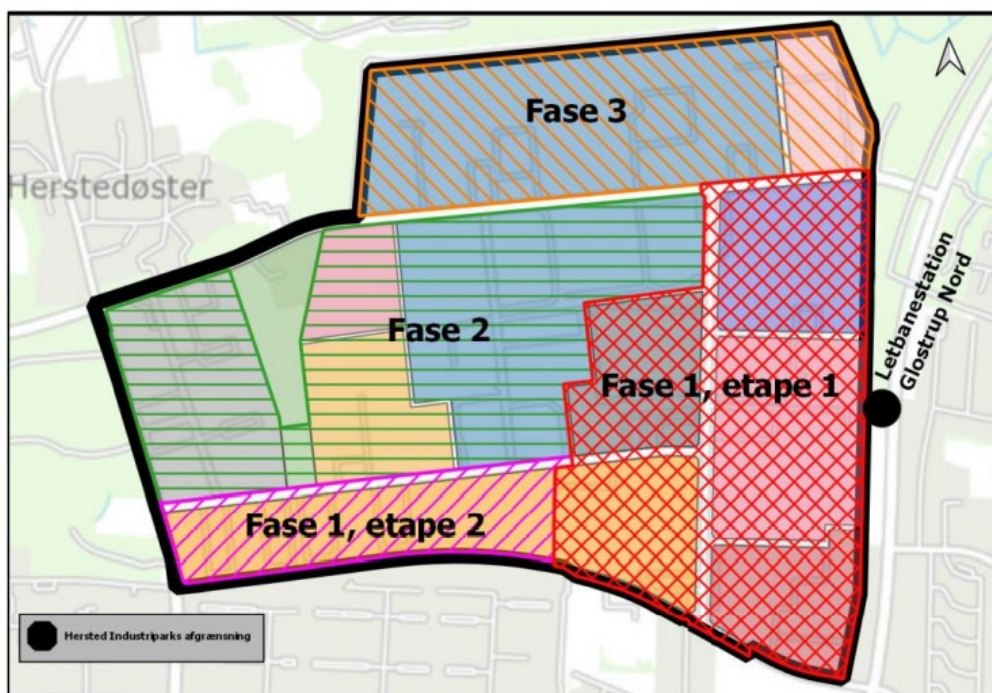 Fase 3
Herstedøster
Fase 2
Letbanestation
Glostrup Nord
Fase 1, etape 1
Fase 1, etape 2
Hersted Industriparks afgrænsning